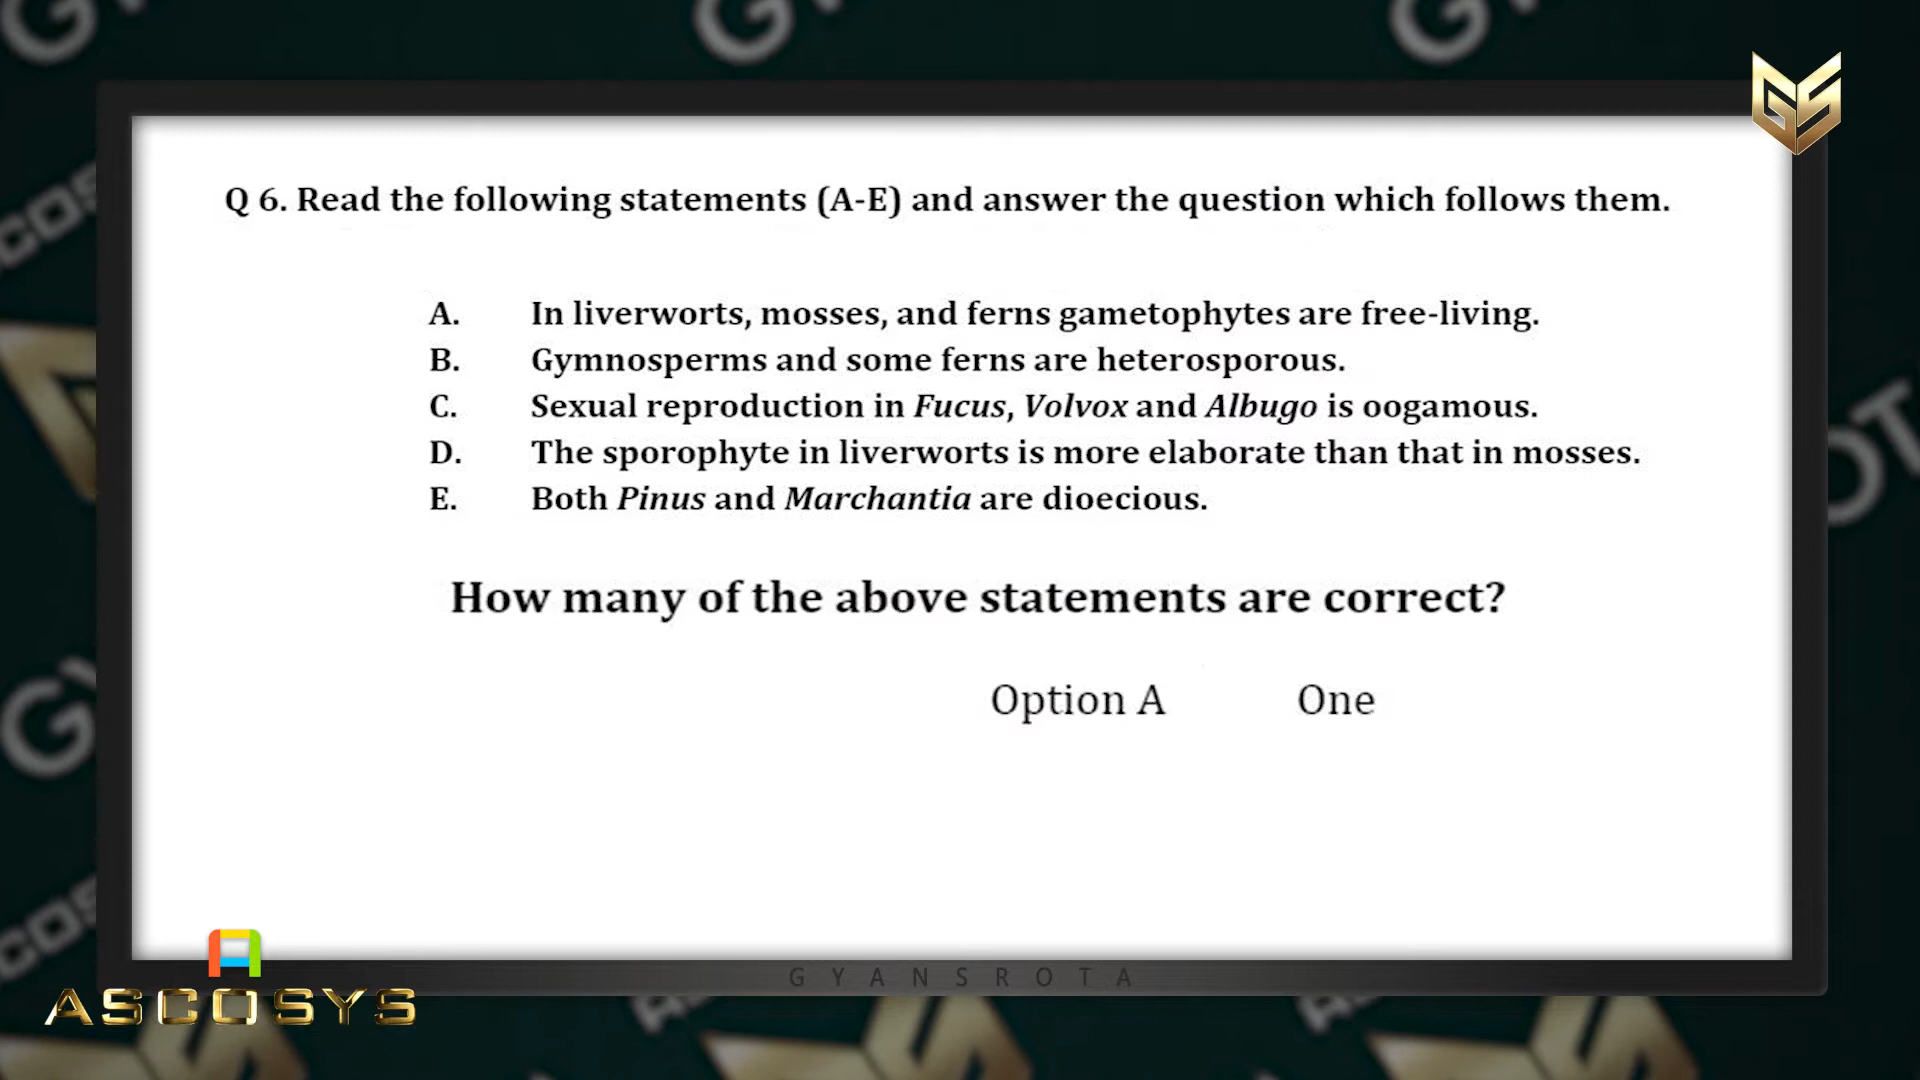 GS
Q 6. Read the following statements (A-E) and answer the question which follows them.
A. In liverworts, mosses, and ferns gametophytes are free-living.
B. Gymnosperms and some ferns are heterosporous.
C. Sexual reproduction in Fucus, Volvox and Albugo is oogamous.
D. The sporophyte in liverworts is more elaborate than that in mosses.
E. Both Pinus and Marchantia are dioecious.
How many of the above statements are correct?
Option A One
GYANSROTA
ASCOSYS